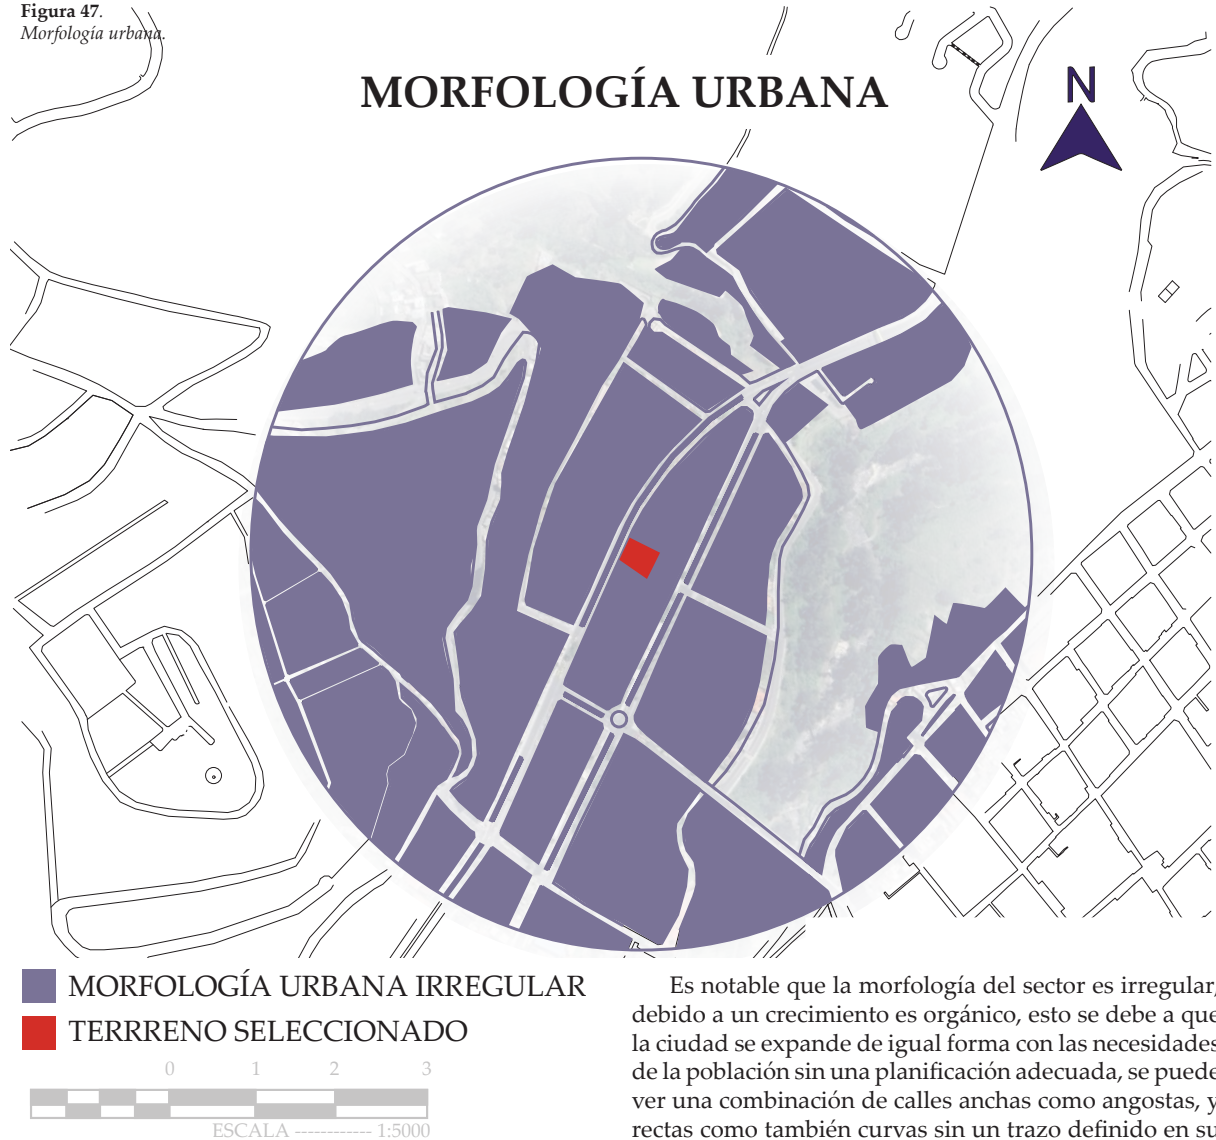 Figura 47.
Morfología urbana.
MORFOLOGÍA URBANA
N
MORFOLOGÍA URBANA IRREGULAR
TERRRENO SELECCIONADO
0 1 2 3
ESCALA ------------ 1:5000
Es notable que la morfología del sector es irregular,
debido a un crecimiento es orgánico, esto se debe a que
la ciudad se expande de igual forma con las necesidades
de la población sin una planificación adecuada, se puede
ver una combinación de calles anchas como angostas, y
rectas como también curvas sin un trazo definido en su